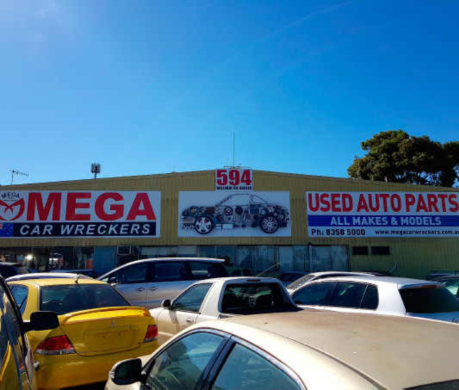 MEGA
MEGA
CAR WRECKERS
594
USED AUTO PARTS
ALL MAKES & MODELS
Ph: 8358 5000 www.megacarwreckers.com.au